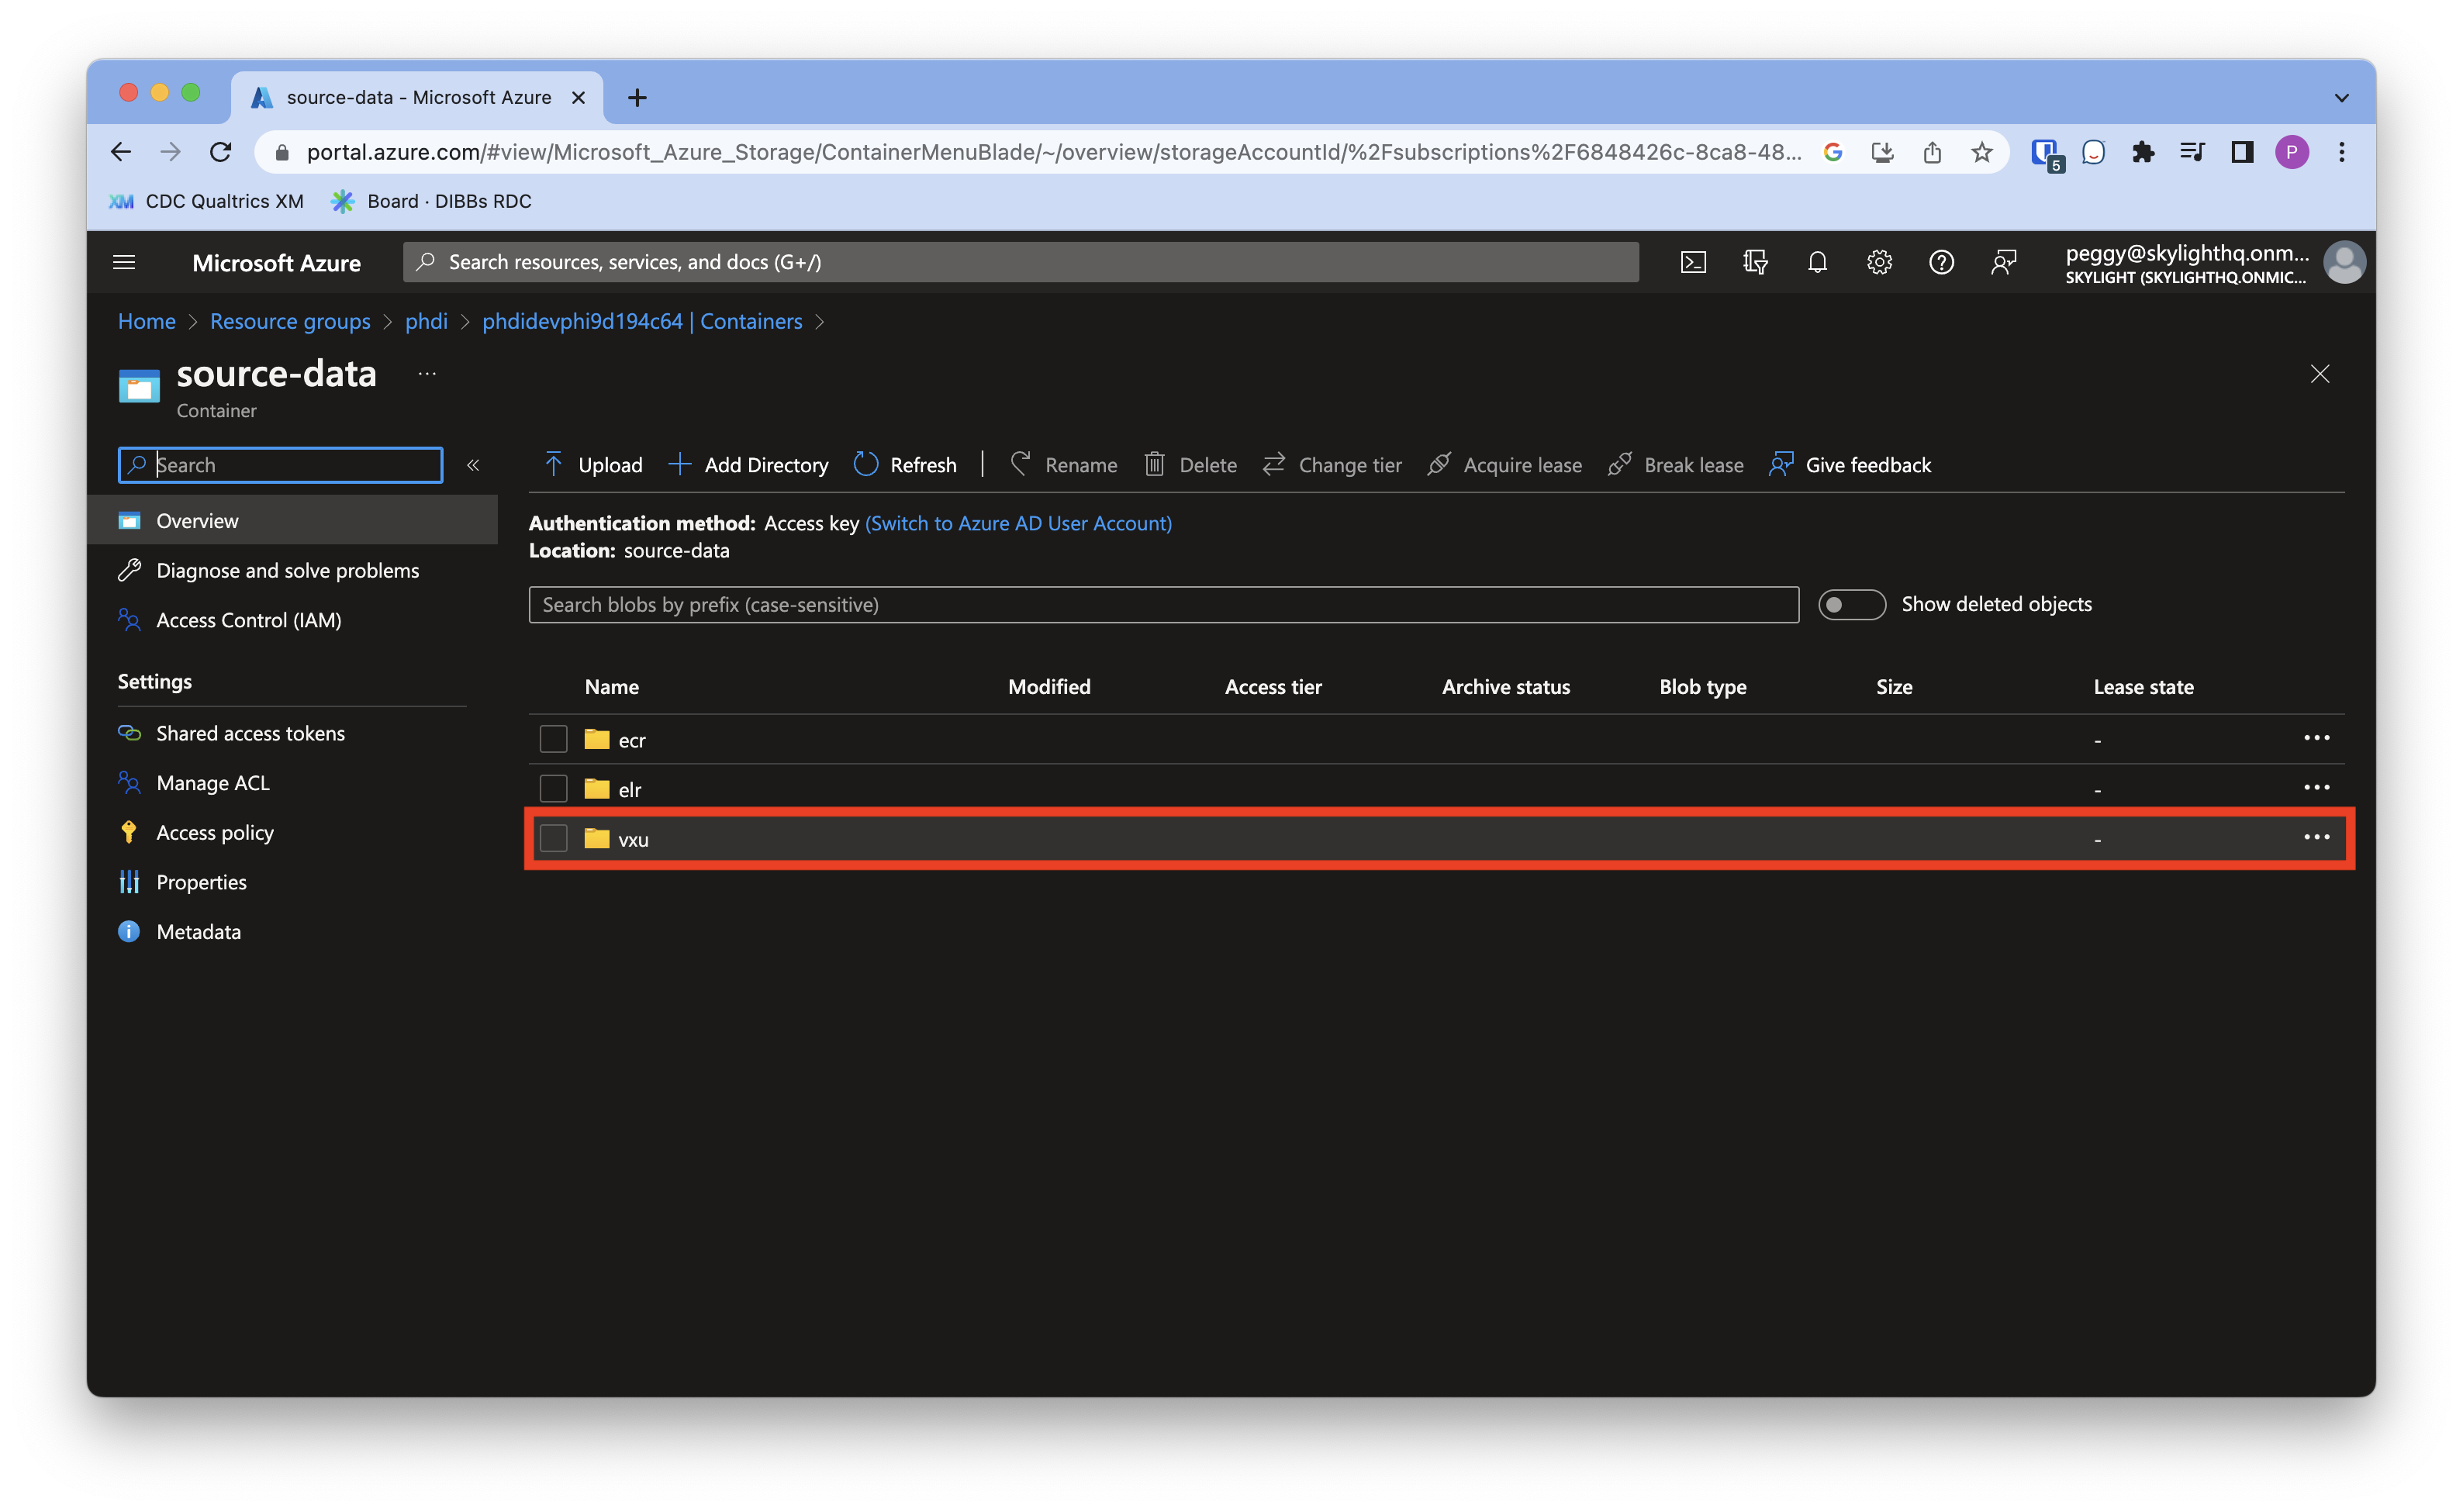 source-data - Microsoft Azure
portal.azure.com/#view/Microsoft_Azure_Storage/ContainerMenuBlade/~/overview/storageAccountId/%2Fsubscriptions%2F6848426c-8ca8-48...
5
P
CDC Qualtrics XM
Board · DIBBs RDC
Microsoft Azure
Search resources, services, and docs (G+/)
peggy@skylighthq.onm...
SKYLIGHT (SKYLIGHTHQ.ONMIC...
Home > Resource groups > phdi > phdidevphi9d194c64 | Containers >
source-data ...
Container
Search
«
Upload Add Directory Refresh | Rename Delete Change tier Acquire lease Break lease Give feedback
Overview
Diagnose and solve problems
Access Control (IAM)
Settings
Shared access tokens
Manage ACL
Access policy
Properties
Metadata
Authentication method: Access key (Switch to Azure AD User Account)
Location: source-data
Search blobs by prefix (case-sensitive)
Show deleted objects
Name Modified Access tier Archive status Blob type Size Lease state
ecr - ...
elr - ...
vxu - ...